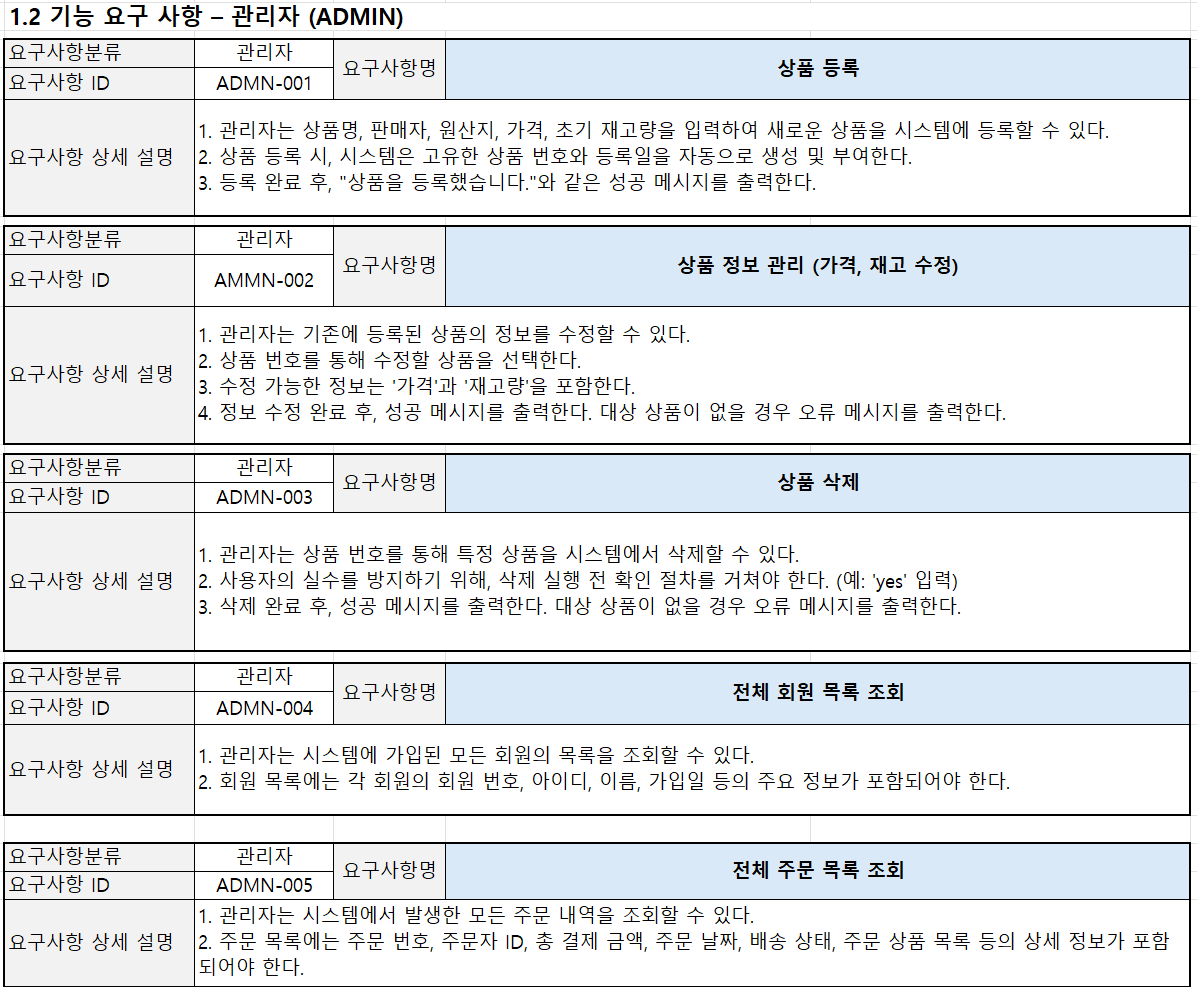 1.2 기능 요구 사항 – 관리자 (ADMIN)
요구사항분류 관리자 요구사항명 상품 등록
요구사항 ID ADMN-001
요구사항 상세 설명
1. 관리자는 상품명, 판매자, 원산지, 가격, 초기 재고량을 입력하여 새로운 상품을 시스템에 등록할 수 있다.
2. 상품 등록 시, 시스템은 고유한 상품 번호와 등록일을 자동으로 생성 및 부여한다.
3. 등록 완료 후, "상품을 등록했습니다."와 같은 성공 메시지를 출력한다.
요구사항분류 관리자 요구사항명 상품 정보 관리 (가격, 재고 수정)
요구사항 ID AMMN-002
요구사항 상세 설명
1. 관리자는 기존에 등록된 상품의 정보를 수정할 수 있다.
2. 상품 번호를 통해 수정할 상품을 선택한다.
3. 수정 가능한 정보는 '가격'과 '재고량'을 포함한다.
4. 정보 수정 완료 후, 성공 메시지를 출력한다. 대상 상품이 없을 경우 오류 메시지를 출력한다.
요구사항분류 관리자 요구사항명 상품 삭제
요구사항 ID ADMN-003
요구사항 상세 설명
1. 관리자는 상품 번호를 통해 특정 상품을 시스템에서 삭제할 수 있다.
2. 사용자의 실수를 방지하기 위해, 삭제 실행 전 확인 절차를 거쳐야 한다. (예: 'yes' 입력)
3. 삭제 완료 후, 성공 메시지를 출력한다. 대상 상품이 없을 경우 오류 메시지를 출력한다.
요구사항분류 관리자 요구사항명 전체 회원 목록 조회
요구사항 ID ADMN-004
요구사항 상세 설명
1. 관리자는 시스템에 가입된 모든 회원의 목록을 조회할 수 있다.
2. 회원 목록에는 각 회원의 회원 번호, 아이디, 이름, 가입일 등의 주요 정보가 포함되어야 한다.
요구사항분류 관리자 요구사항명 전체 주문 목록 조회
요구사항 ID ADMN-005
요구사항 상세 설명
1. 관리자는 시스템에서 발생한 모든 주문 내역을 조회할 수 있다.
2. 주문 목록에는 주문 번호, 주문자 ID, 총 결제 금액, 주문 날짜, 배송 상태, 주문 상품 목록 등의 상세 정보가 포함
되어야 한다.